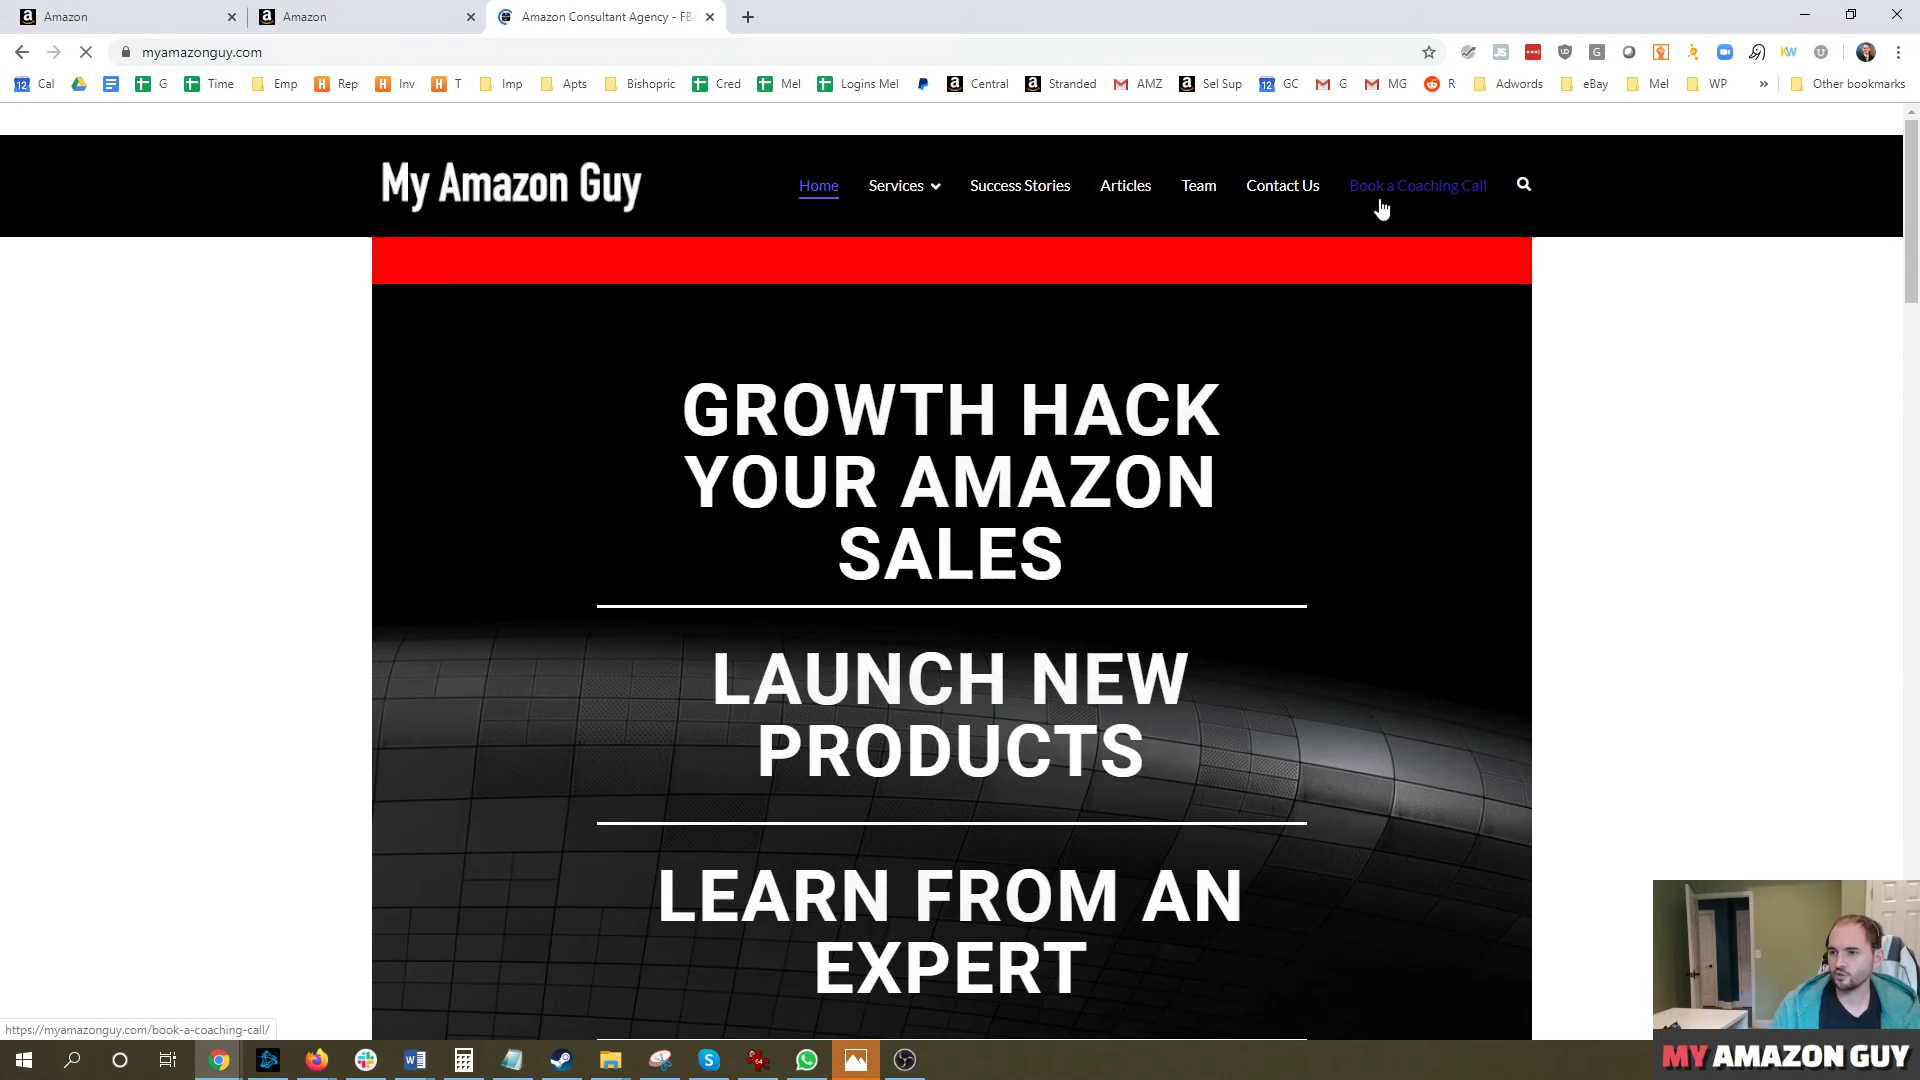 Amazon
Amazon
Amazon Consultant Agency - FBA
myamazonguy.com
Cal
G
Time
Emp
Rep
Inv
T
Imp
Apts
Bishopric
Cred
Mel
Logins Mel
Central
Stranded
AMZ
Sel Sup
GC
G
MG
R
Adwords
eBay
Mel
WP
Other bookmarks
My Amazon Guy
Home
Services
Success Stories
Articles
Team
Contact Us
Book a Coaching Call
GROWTH HACK
YOUR AMAZON
SALES
LAUNCH NEW
PRODUCTS
LEARN FROM AN
EXPERT
https://myamazonguy.com/book-a-coaching-call/
MY AMAZON GUY